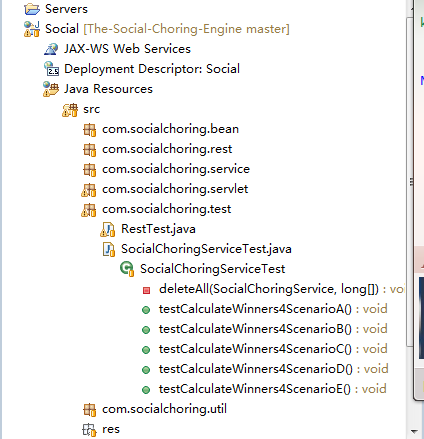 Servers
Social [The-Social-Choring-Engine master]
JAX-WS Web Services
Deployment Descriptor: Social
Java Resources
src
com.socialchoring.bean
com.socialchoring.rest
com.socialchoring.service
com.socialchoring.servlet
com.socialchoring.test
RestTest.java
SocialChoringServiceTest.java
SocialChoringServiceTest
deleteAll(SocialChoringService, long[]) : vo
testCalculateWinners4ScenarioA() : void
testCalculateWinners4ScenarioB() : void
testCalculateWinners4ScenarioC() : void
testCalculateWinners4ScenarioD() : void
testCalculateWinners4ScenarioE() : void
com.socialchoring.util
res